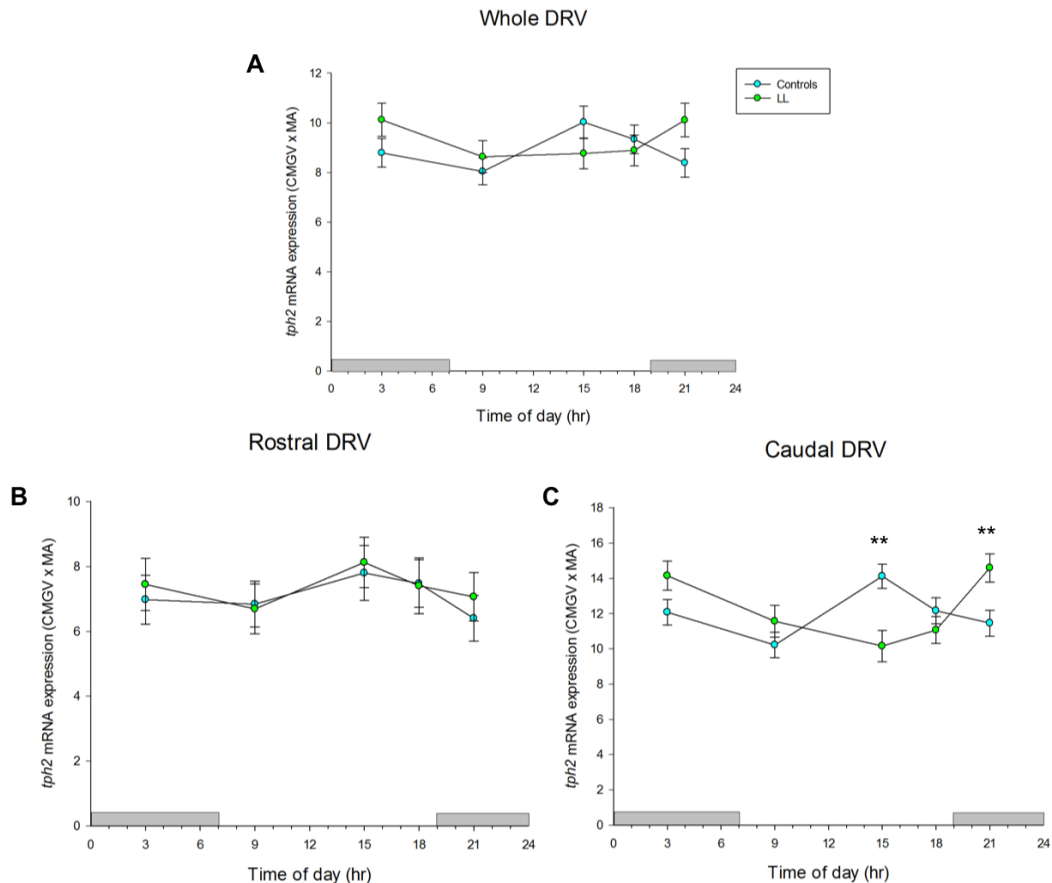 Whole DRV
A
Controls
LL
tph2 mRNA expression (CMGV x MA)
12
10
8
6
4
2
0
0 3 6 9 12 15 18 21 24
Time of day (hr)
Rostral DRV
B
tph2 mRNA expression (CMGV x MA)
10
8
6
4
2
0
0 3 6 9 12 15 18 21 24
Time of day (hr)
Caudal DRV
C
tph2 mRNA expression (CMGV x MA)
18
16
14
12
10
8
6
4
2
0
** **
0 3 6 9 12 15 18 21 24
Time of day (hr)